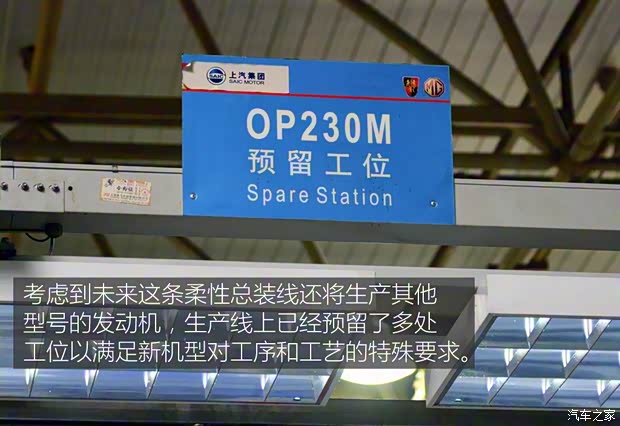 SAIC 上汽集团
SAIC MOTOR
MG
OP230M
预留工位
Spare Station
考虑到未来这条柔性总装线还将生产其他
型号的发动机，生产线上已经预留了多处
工位以满足新机型对工序和工艺的特殊要求。
汽车之家